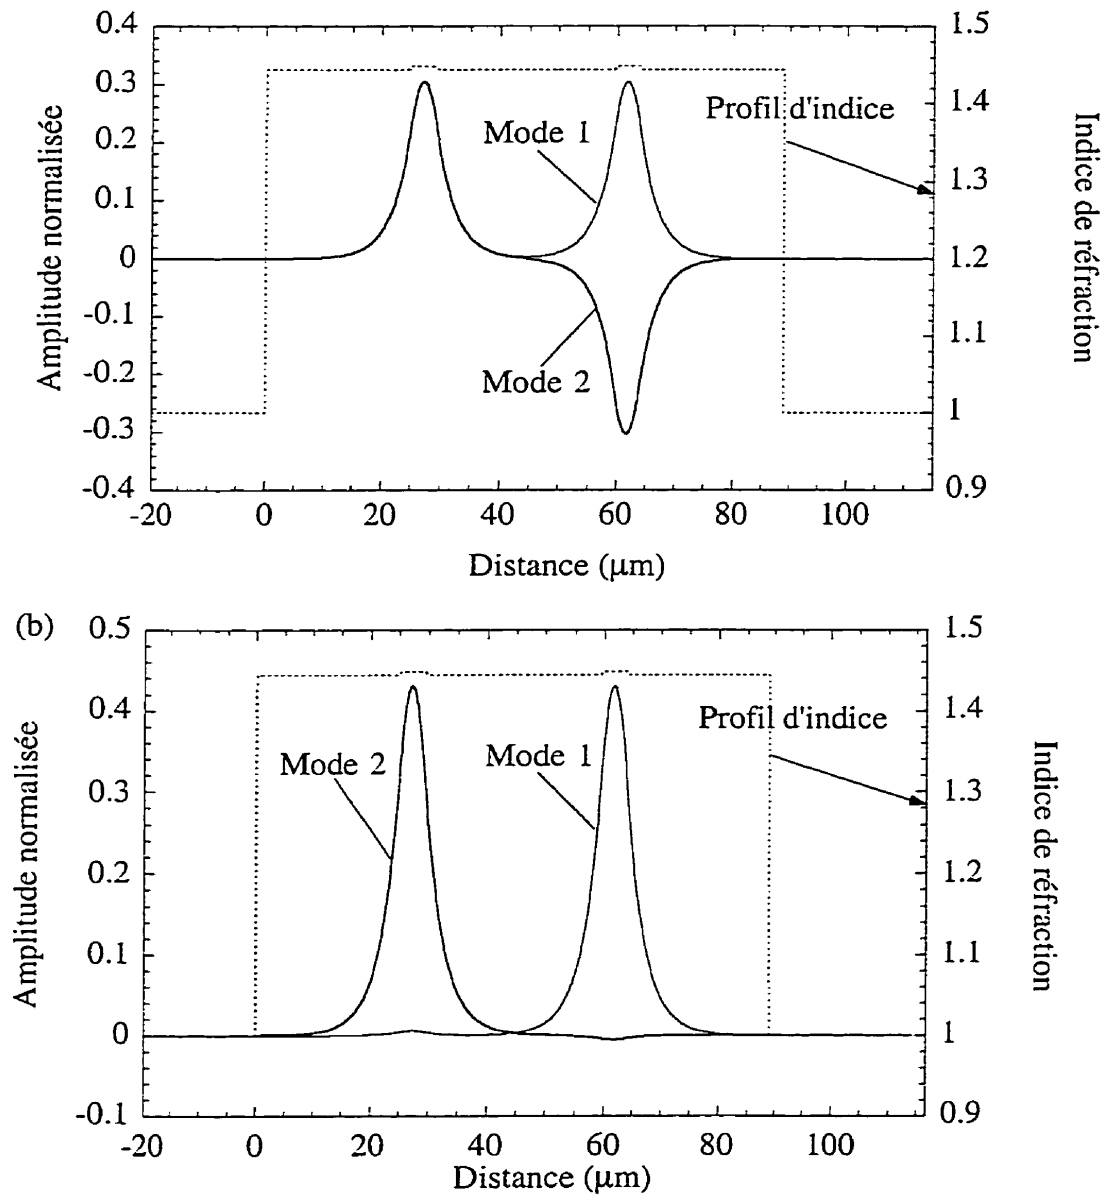 0.4
0.3
0.2
0.1
0
-0.1
-0.2
-0.3
-0.4
Amplitude normalisée
1.5
1.4
1.3
1.2
1.1
1
0.9
Indice de réfraction
Profil d'indice
Mode 1
Mode 2
-20 0 20 40 60 80 100
Distance (µm)
(b)
0.5
0.4
0.3
0.2
0.1
0
-0.1
Amplitude normalisée
1.5
1.4
1.3
1.2
1.1
1
0.9
Indice de réfraction
Profil d'indice
Mode 2
Mode 1
-20 0 20 40 60 80 100
Distance (µm)